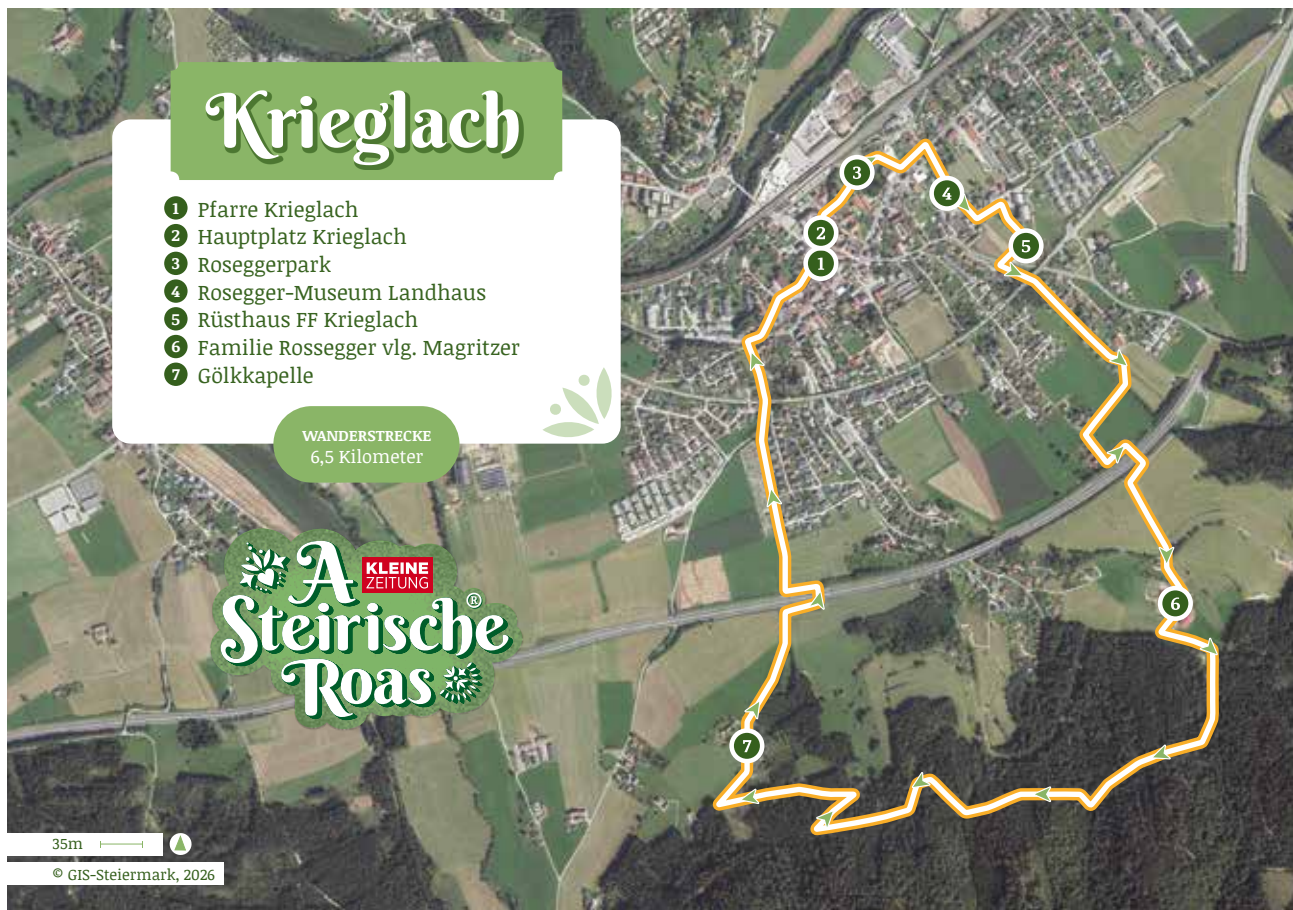 Krieglach
1 Pfarre Krieglach
2 Hauptplatz Krieglach
3 Roseggerpark
4 Rosegger-Museum Landhaus
5 Rüsthaus FF Krieglach
6 Familie Rossegger vlg. Magritzer
7 Gölkkapelle
WANDERSTRECKE
6,5 Kilometer
A
KLEINE
ZEITUNG
Steirische®
Roas
3
4
2
5
1
6
7
35m
© GIS-Steiermark, 2026